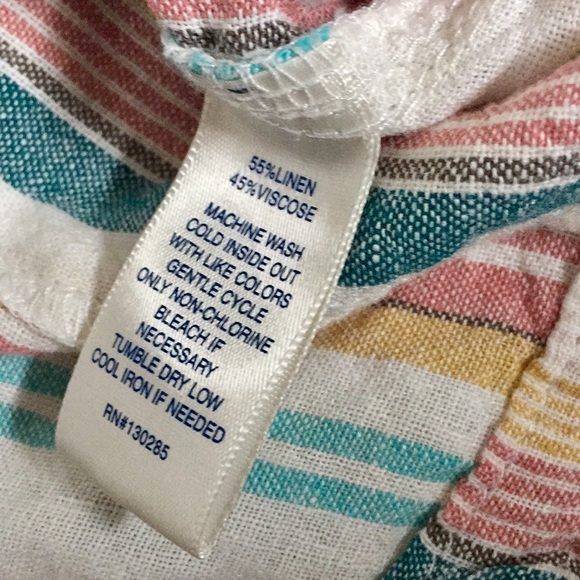 55%LINEN
45%VISCOSE
MACHINE WASH
COLD INSIDE OUT
WITH LIKE COLORS
GENTLE CYCLE
ONLY NON-CHLORINE
BLEACH IF
NECESSARY
TUMBLE DRY LOW
COOL IRON IF NEEDED
RN#130285